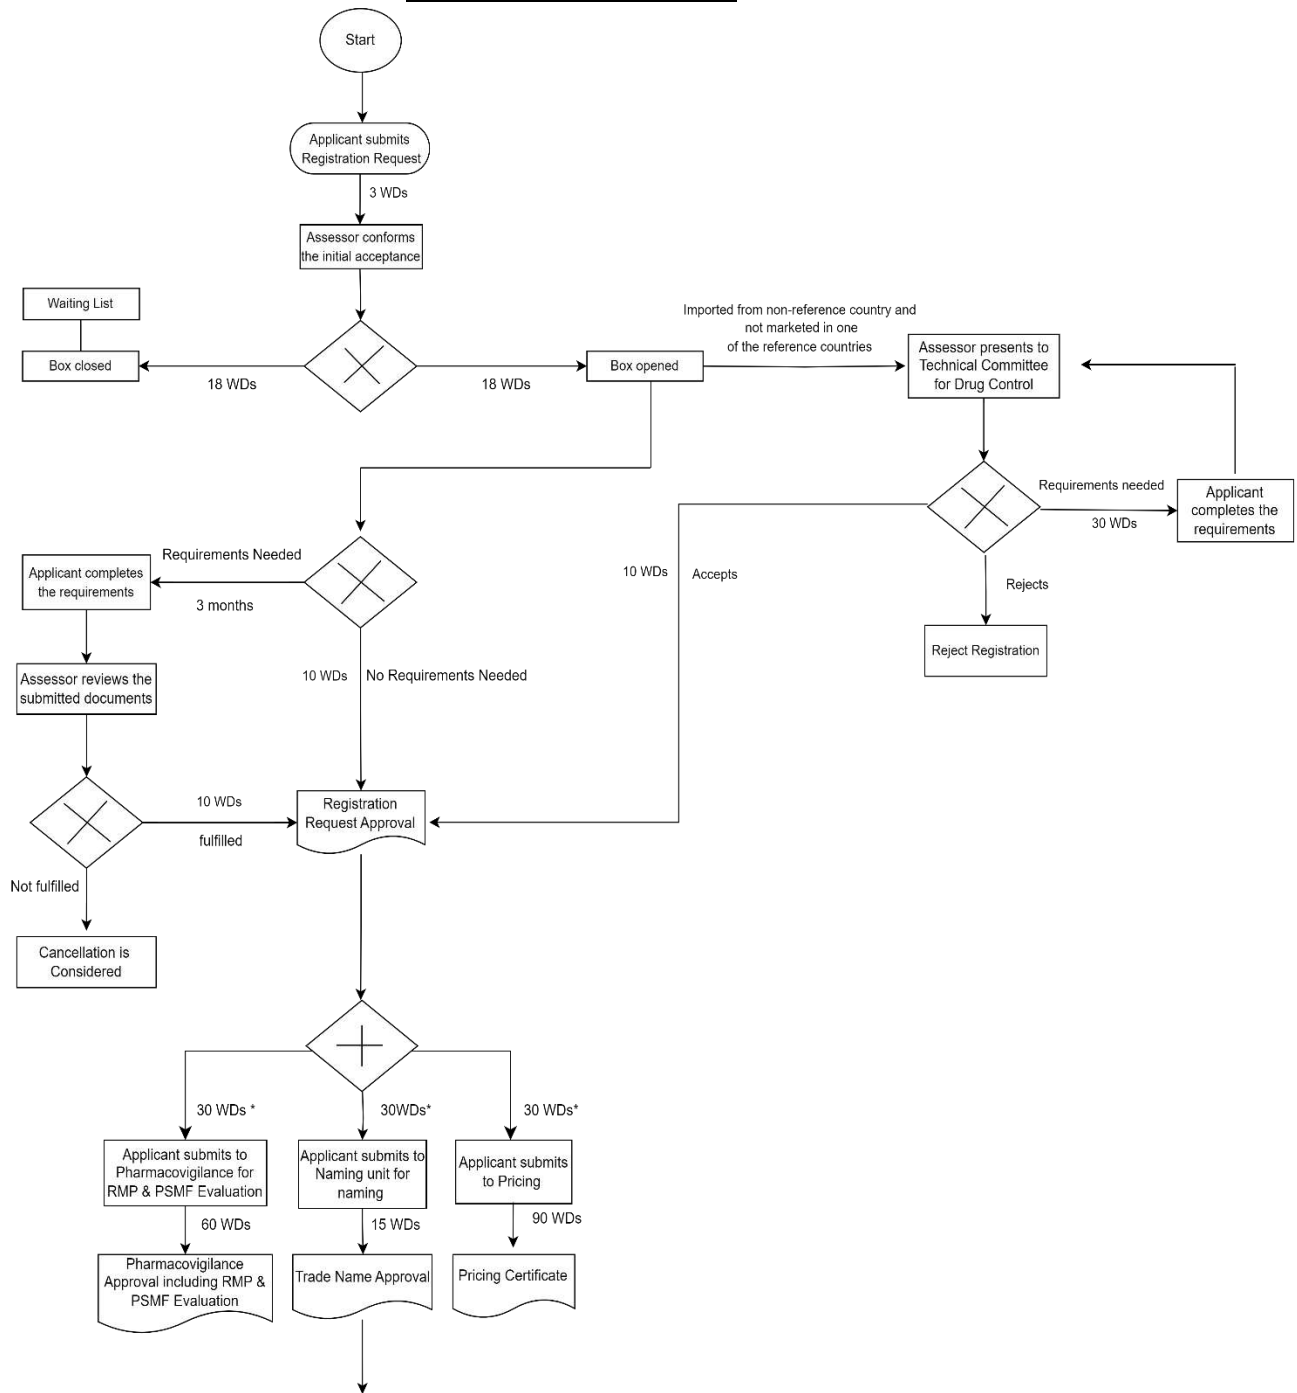 Start
Applicant submits
Registration Request
3 WDs
Assessor conforms
the initial acceptance
Waiting List
Box closed
18 WDs
18 WDs
Box opened
Imported from non-reference country and
not marketed in one
of the reference countries
Assessor presents to
Technical Committee
for Drug Control
Requirements needed
30 WDs
Applicant
completes the
requirements
10 WDs
Accepts
Rejects
Reject Registration
Requirements Needed
3 months
Applicant completes
the requirements
Assessor reviews the
submitted documents
10 WDs
No Requirements Needed
10 WDs
fulfilled
Registration
Request Approval
Not fulfilled
Cancellation is
Considered
30 WDs *
30WDs*
30 WDs*
Applicant submits to
Pharmacovigilance for
RMP & PSMF Evaluation
Applicant submits to
Naming unit for
naming
Applicant submits
to Pricing
60 WDs
15 WDs
90 WDs
Pharmacovigilance
Approval including RMP &
PSMF Evaluation
Trade Name Approval
Pricing Certificate